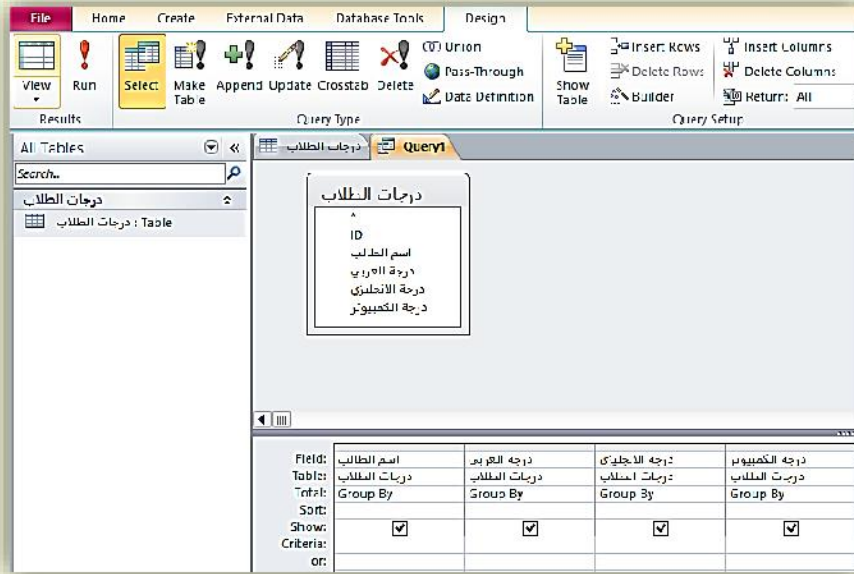 File Home Create External Data Database Tools Design
View Run Select Make Table Append Update Crosstab Delete Union Pass-Through Data Definition Show Table Insert Rows Delete Rows Builder Insert Columns Delete Columns Return: All
Results Query Type Query Setup
All Tables
درجات الطلاب Query1
Search..
درجات الطلاب
درجات الطلاب : Table
درجات الطلاب
*
ID
اسم الطالب
درجة العربي
درجة الانجليزي
درجة الكمبيوتر
Field: اسم الطالب درجة العربي درجة الانجليزي درجة الكمبيوتر
Table: درجات الطلاب درجات الطلاب درجات الطلاب درجات الطلاب
Total: Group By Group By Group By Group By
Sort:
Show:
Criteria:
or: